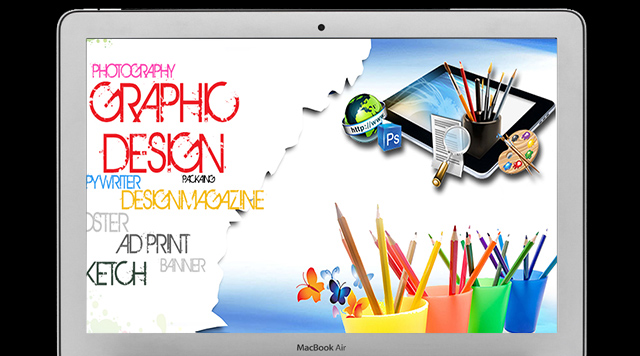 PHOTOGRAPHY
GRAPHIC
DESIGN
PYWRITER
PACKAING
DESIGNMAGAZINE
OSTER
AD PRINT
BANNER
KETCH
http://www
Ps
MacBook Air